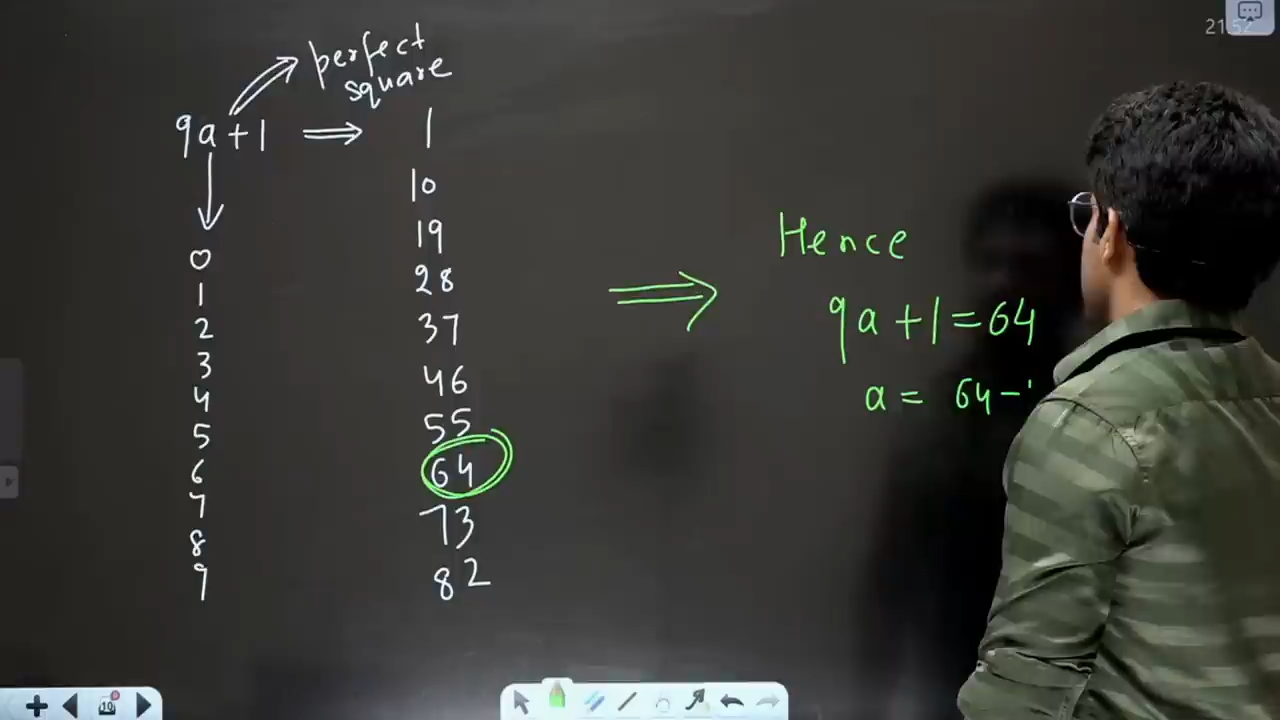 perfect
square
9a+1 ⇒ 1
10
19
0 28
1
2 37
3
4 46
5 55
6 64
7 73
8
9 82
Hence
9a+1=64
a = 64-
10